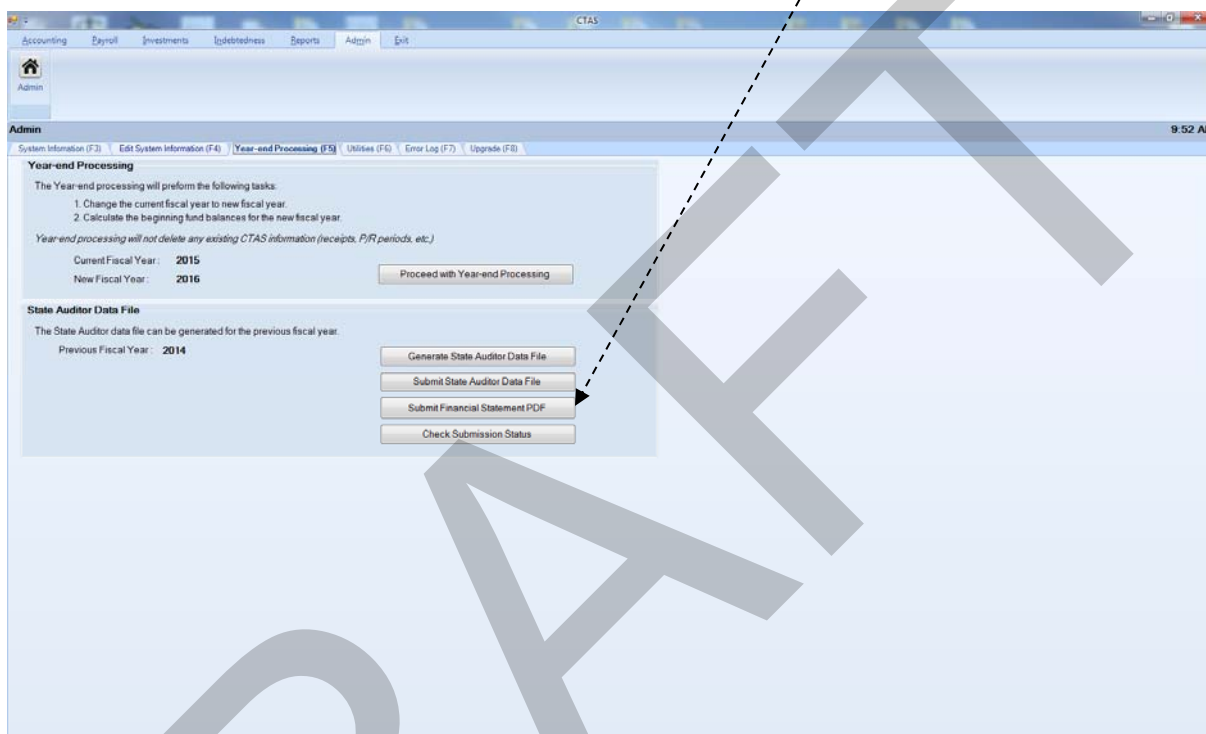 CTAS
Accounting Payroll Investments Indebtedness Reports Admin Exit
Admin
Admin 9:52 A
System Infomation (F3) Edit System Information (F4) Year-end Processing (F5) Utilities (F6) Error Log (F7) Upgrade (F8)
Year-end Processing
The Year-end processing will preform the following tasks:
1. Change the current fiscal year to new fiscal year.
2. Calculate the beginning fund balances for the new fiscal year.
Year-end processing will not delete any existing CTAS information (receipts, P/R periods, etc.)
Current Fiscal Year : 2015
New Fiscal Year : 2016
Proceed with Year-end Processing
State Auditor Data File
The State Auditor data file can be generated for the previous fiscal year.
Previous Fiscal Year : 2014
Generate State Auditor Data File
Submit State Auditor Data File
Submit Financial Statement PDF
Check Submission Status
DRAFT